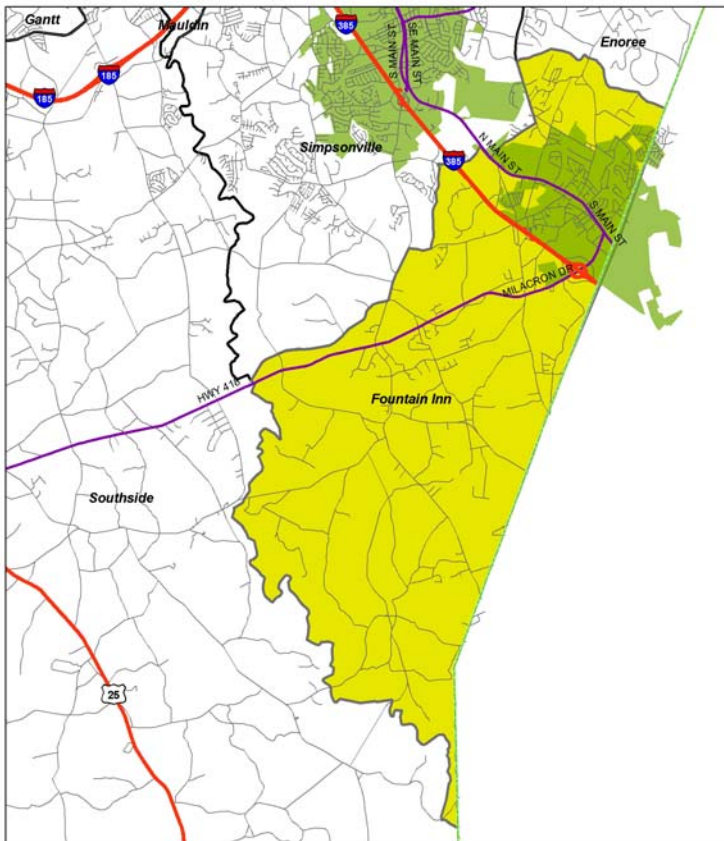 Gantt
Mauldin
385
SE MAIN ST
S MAIN ST
Enoree
185
185
Simpsonville
N MAIN ST
385
S MAIN ST
MILACRON DR
HWY 418
Fountain Inn
Southside
25